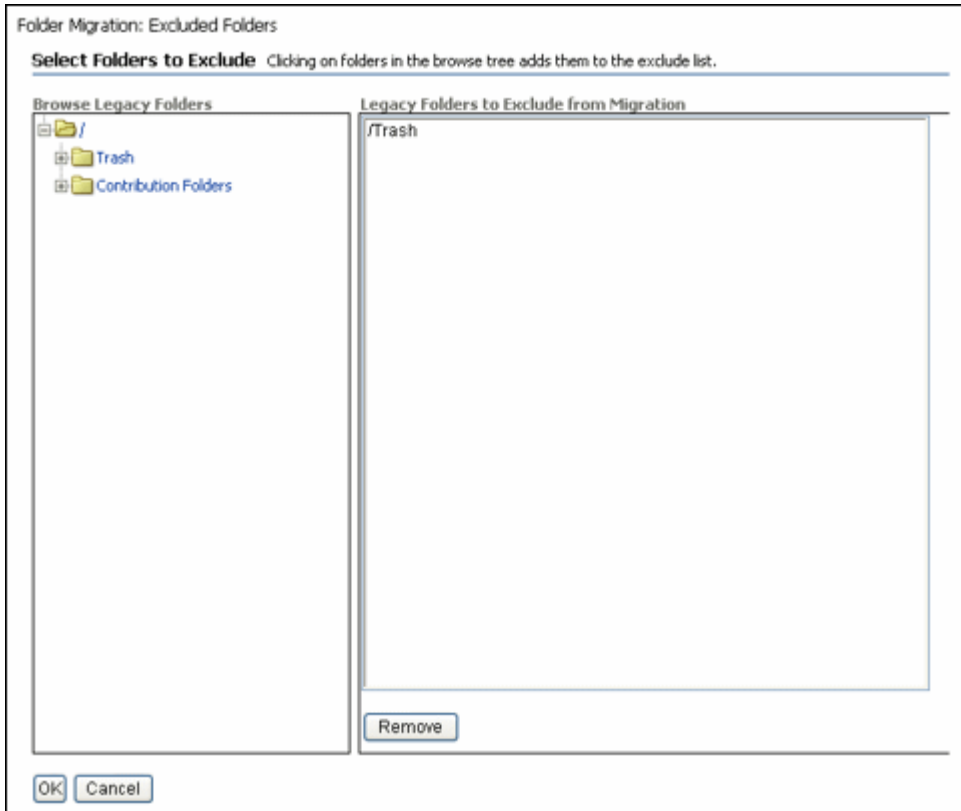 Folder Migration: Excluded Folders
Select Folders to Exclude Clicking on folders in the browse tree adds them to the exclude list.
Browse Legacy Folders
/
Trash
Contribution Folders
Legacy Folders to Exclude from Migration
/Trash
Remove
OK Cancel